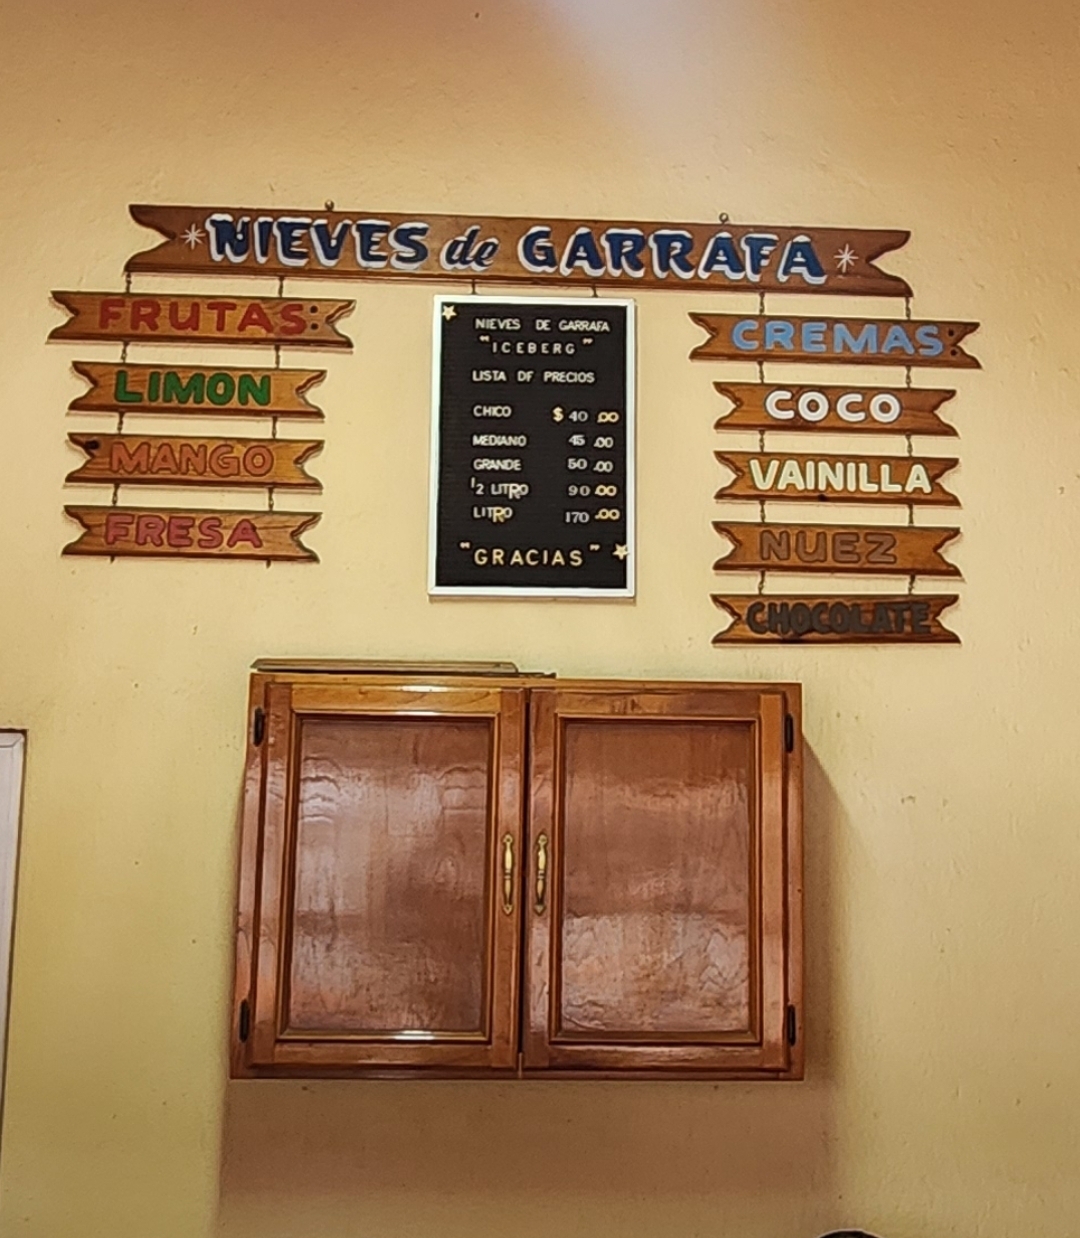 NIEVES de GARRAFA
FRUTAS:
LIMON
MANGO
FRESA
NIEVES DE GARRAFA
"ICEBERG"
LISTA DF PRECIOS
CHICO $ 40 .00
MEDIANO 45 .00
GRANDE 50 .00
1 2 LITRO 90 .00
LITRO 170 .00
"GRACIAS"
CREMAS:
COCO
VAINILLA
NUEZ
CHOCOLATE